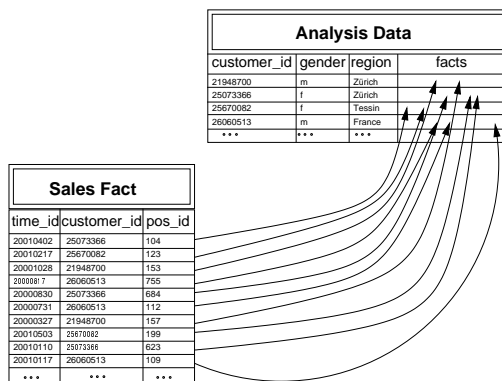 Analysis Data
customer_id gender region facts
21948700 m Zürich
25073366 f Zürich
25670082 f Tessin
26060513 m France
••• ••• •••
Sales Fact
time_id customer_id pos_id
20010402 25073366 104
20010217 25670082 123
20001028 21948700 153
20000817 26060513 755
20000830 25073366 684
20000731 26060513 112
20000327 21948700 157
20010503 25670082 199
20010110 25073366 623
20010117 26060513 109
••• ••• •••